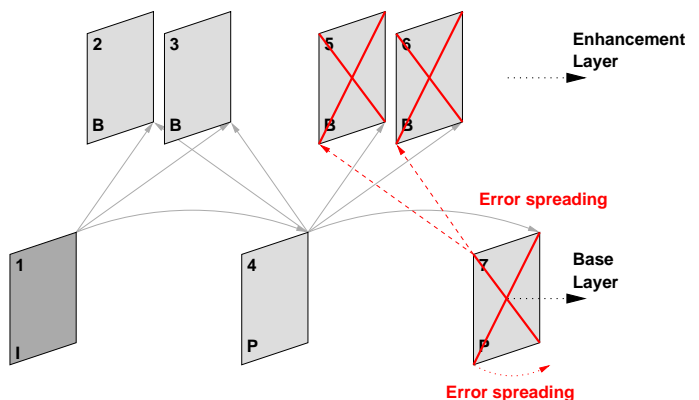 2
3
5
6
Enhancement
Layer
B
B
B
B
Error spreading
1
4
7
Base
Layer
I
P
P
Error spreading